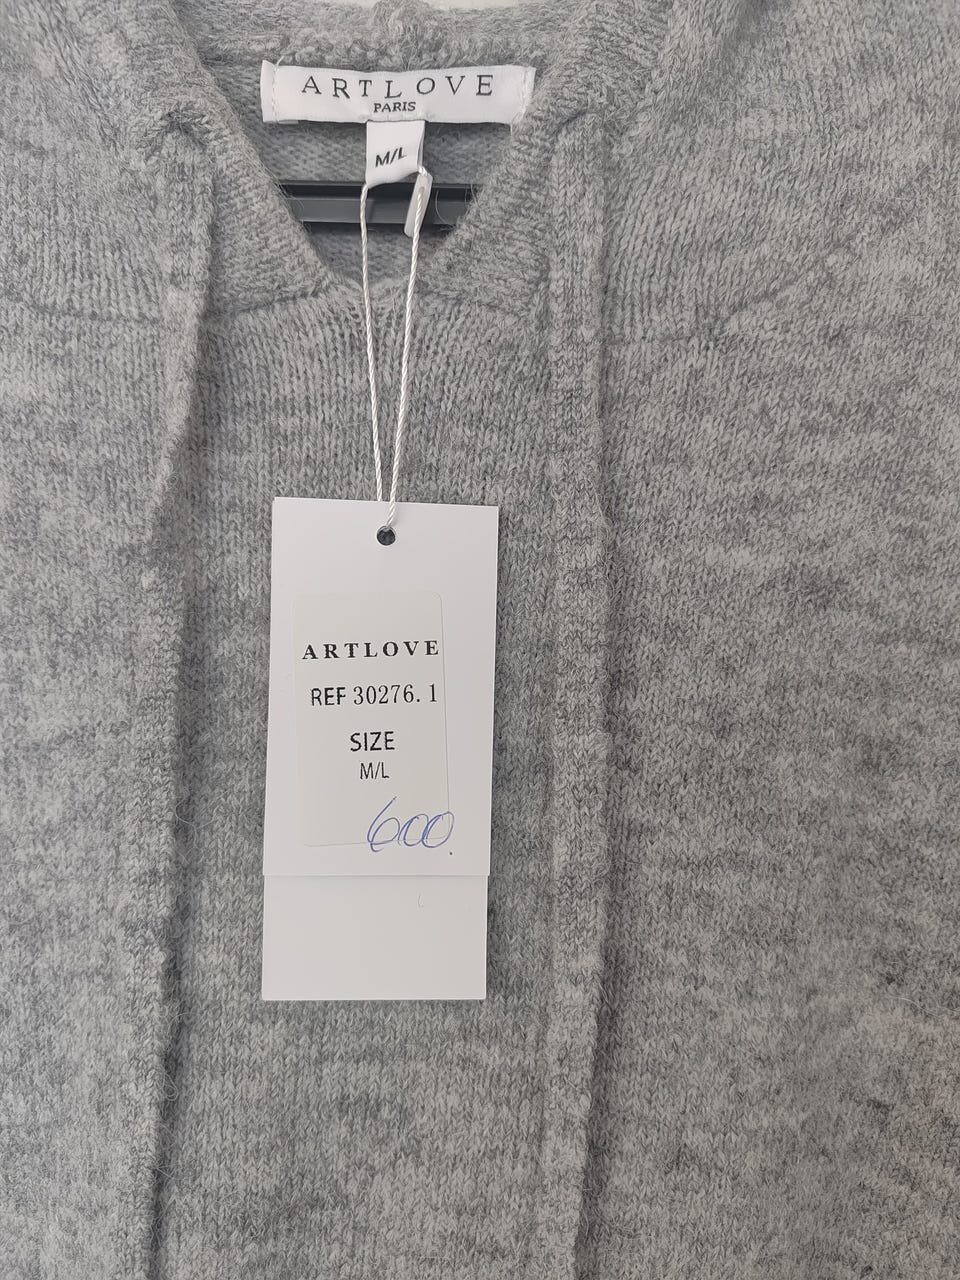 ARTLOVE
PARIS
M/L
ARTLOVE
REF 30276.1
SIZE
M/L
600.